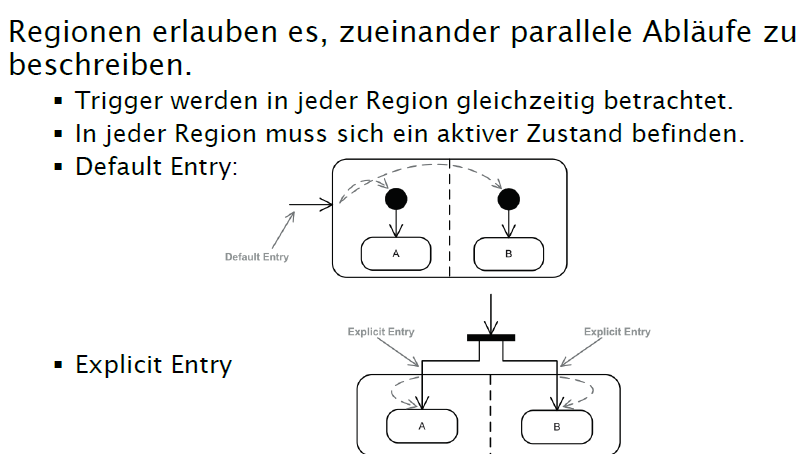 Regionen erlauben es, zueinander parallele Abläufe zu
beschreiben.
▪ Trigger werden in jeder Region gleichzeitig betrachtet.
▪ In jeder Region muss sich ein aktiver Zustand befinden.
▪ Default Entry:
Default Entry
A
B
Explicit Entry
Explicit Entry
▪ Explicit Entry
A
B